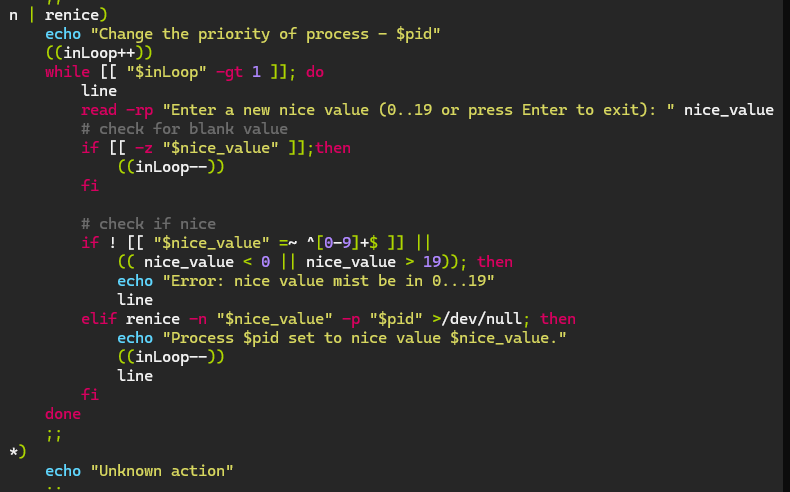 ;;
n | renice)
    echo "Change the priority of process - $pid"
    ((inLoop++))
    while [[ "$inLoop" -gt 1 ]]; do
        line
        read -rp "Enter a new nice value (0..19 or press Enter to exit): " nice_value
        # check for blank value
        if [[ -z "$nice_value" ]];then
            ((inLoop--))
        fi

        # check if nice
        if ! [[ "$nice_value" =~ ^[0-9]+$ ]] ||
            (( nice_value < 0 || nice_value > 19)); then
            echo "Error: nice value mist be in 0...19"
            line
        elif renice -n "$nice_value" -p "$pid" >/dev/null; then
            echo "Process $pid set to nice value $nice_value."
            ((inLoop--))
            line
        fi
    done
    ;;
*)
    echo "Unknown action"
    ;;